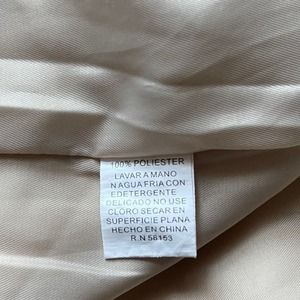 100% POLIESTER
LAVAR A MANO
N AGUA FRIA CON
EDETERGENTE
DELICADO NO USE
CLORO SECAR EN
SUPERFICIE PLANA
HECHO EN CHINA
R.N 56153